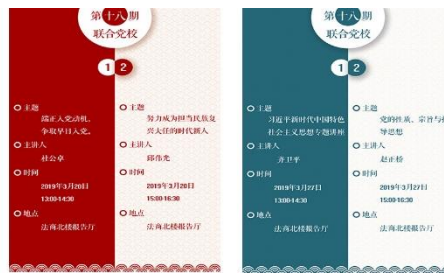 第十八期
联合党校
1 2
主题
端正入党动机，
争取早日入党。
主讲人
杜公卓
时间
2019年3月20日
13:00-14:30
地点
法商北楼报告厅
主题
努力成为担当民族复
兴大任的时代新人
主讲人
邱伟光
时间
2019年3月20日
15:00-16:30
地点
法商北楼报告厅
第十八期
联合党校
1 2
主题
习近平新时代中国特色
社会主义思想专题讲座
主讲人
齐卫平
时间
2019年3月27日
13:00-14:30
地点
法商北楼报告厅
主题
党的性质、宗旨与
导思想
主讲人
赵正桥
时间
2019年3月27日
15:00-16:30
地点
法商北楼报告厅